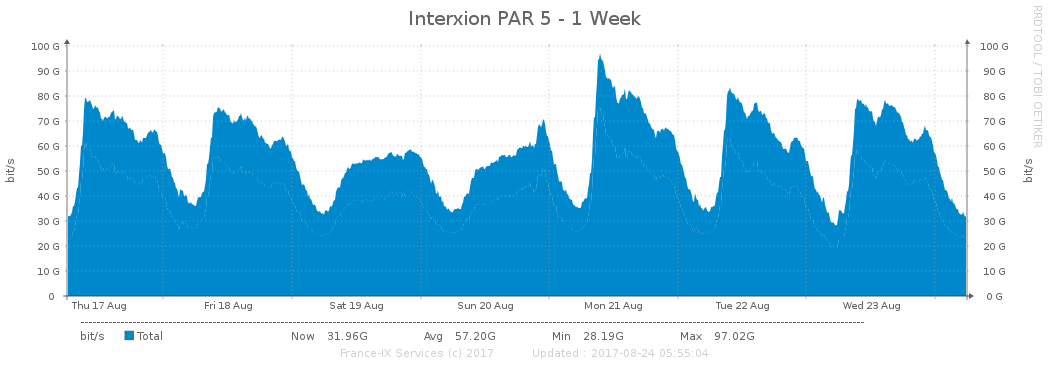 Interxion PAR 5 - 1 Week
RRDTOOL / TOBI OETIKER
bit/s
100 G
90 G
80 G
70 G
60 G
50 G
40 G
30 G
20 G
10 G
0
100 G
90 G
80 G
70 G
60 G
50 G
40 G
30 G
20 G
10 G
0 G
bit/s
Thu 17 Aug Fri 18 Aug Sat 19 Aug Sun 20 Aug Mon 21 Aug Tue 22 Aug Wed 23 Aug
bit/s Total Now 31.96G Avg 57.20G Min 28.19G Max 97.02G
France-IX Services (c) 2017 Updated : 2017-08-24 05:55:04